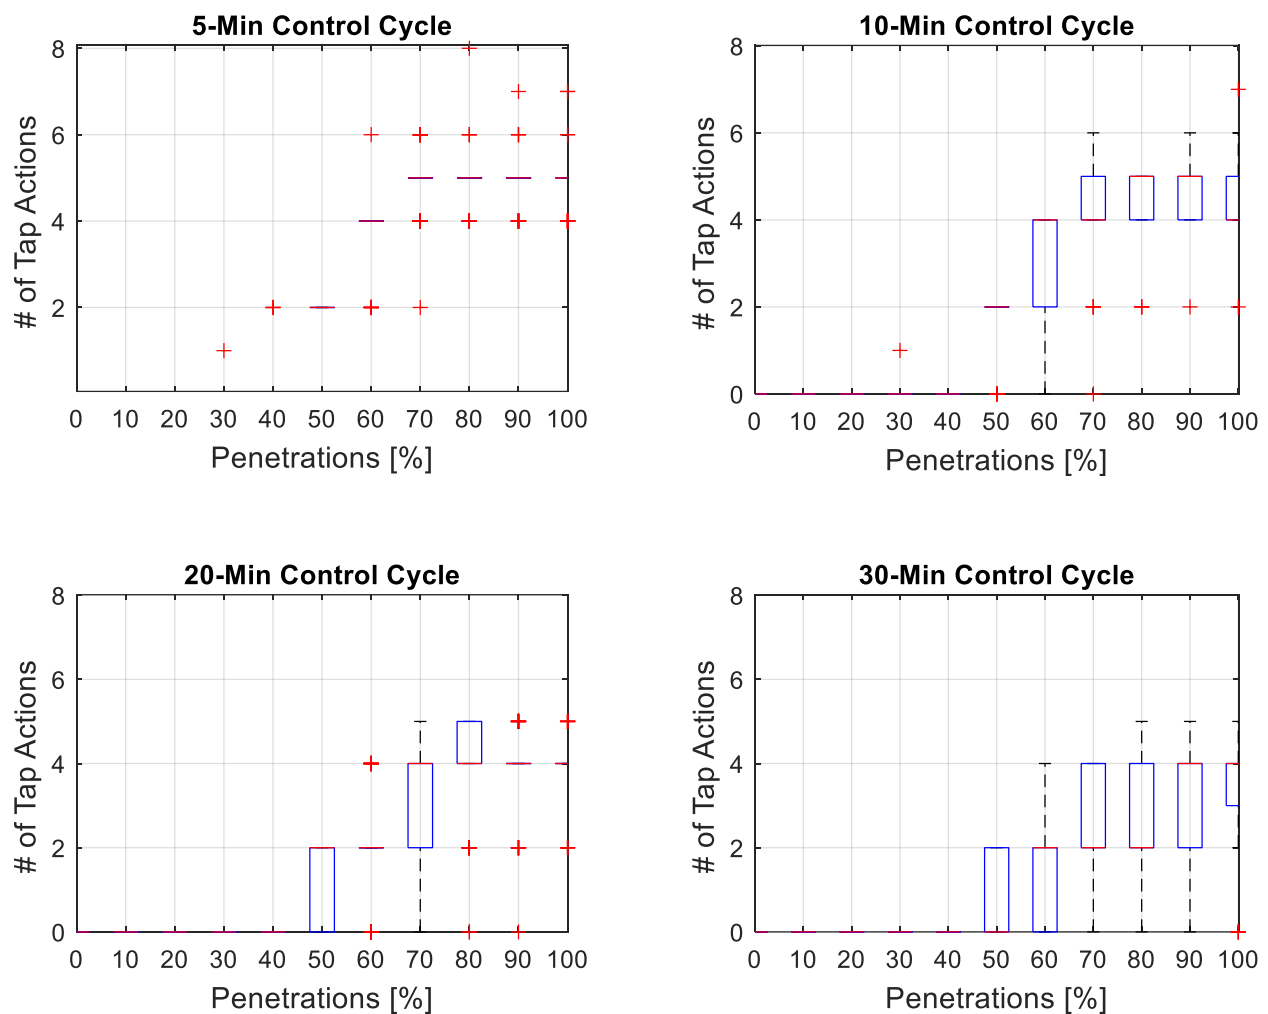 5-Min Control Cycle
# of Tap Actions
8
6
4
2
0 10 20 30 40 50 60 70 80 90 100
Penetrations [%]
10-Min Control Cycle
# of Tap Actions
8
6
4
2
0
0 10 20 30 40 50 60 70 80 90 100
Penetrations [%]
20-Min Control Cycle
# of Tap Actions
8
6
4
2
0
0 10 20 30 40 50 60 70 80 90 100
Penetrations [%]
30-Min Control Cycle
# of Tap Actions
8
6
4
2
0
0 10 20 30 40 50 60 70 80 90 100
Penetrations [%]